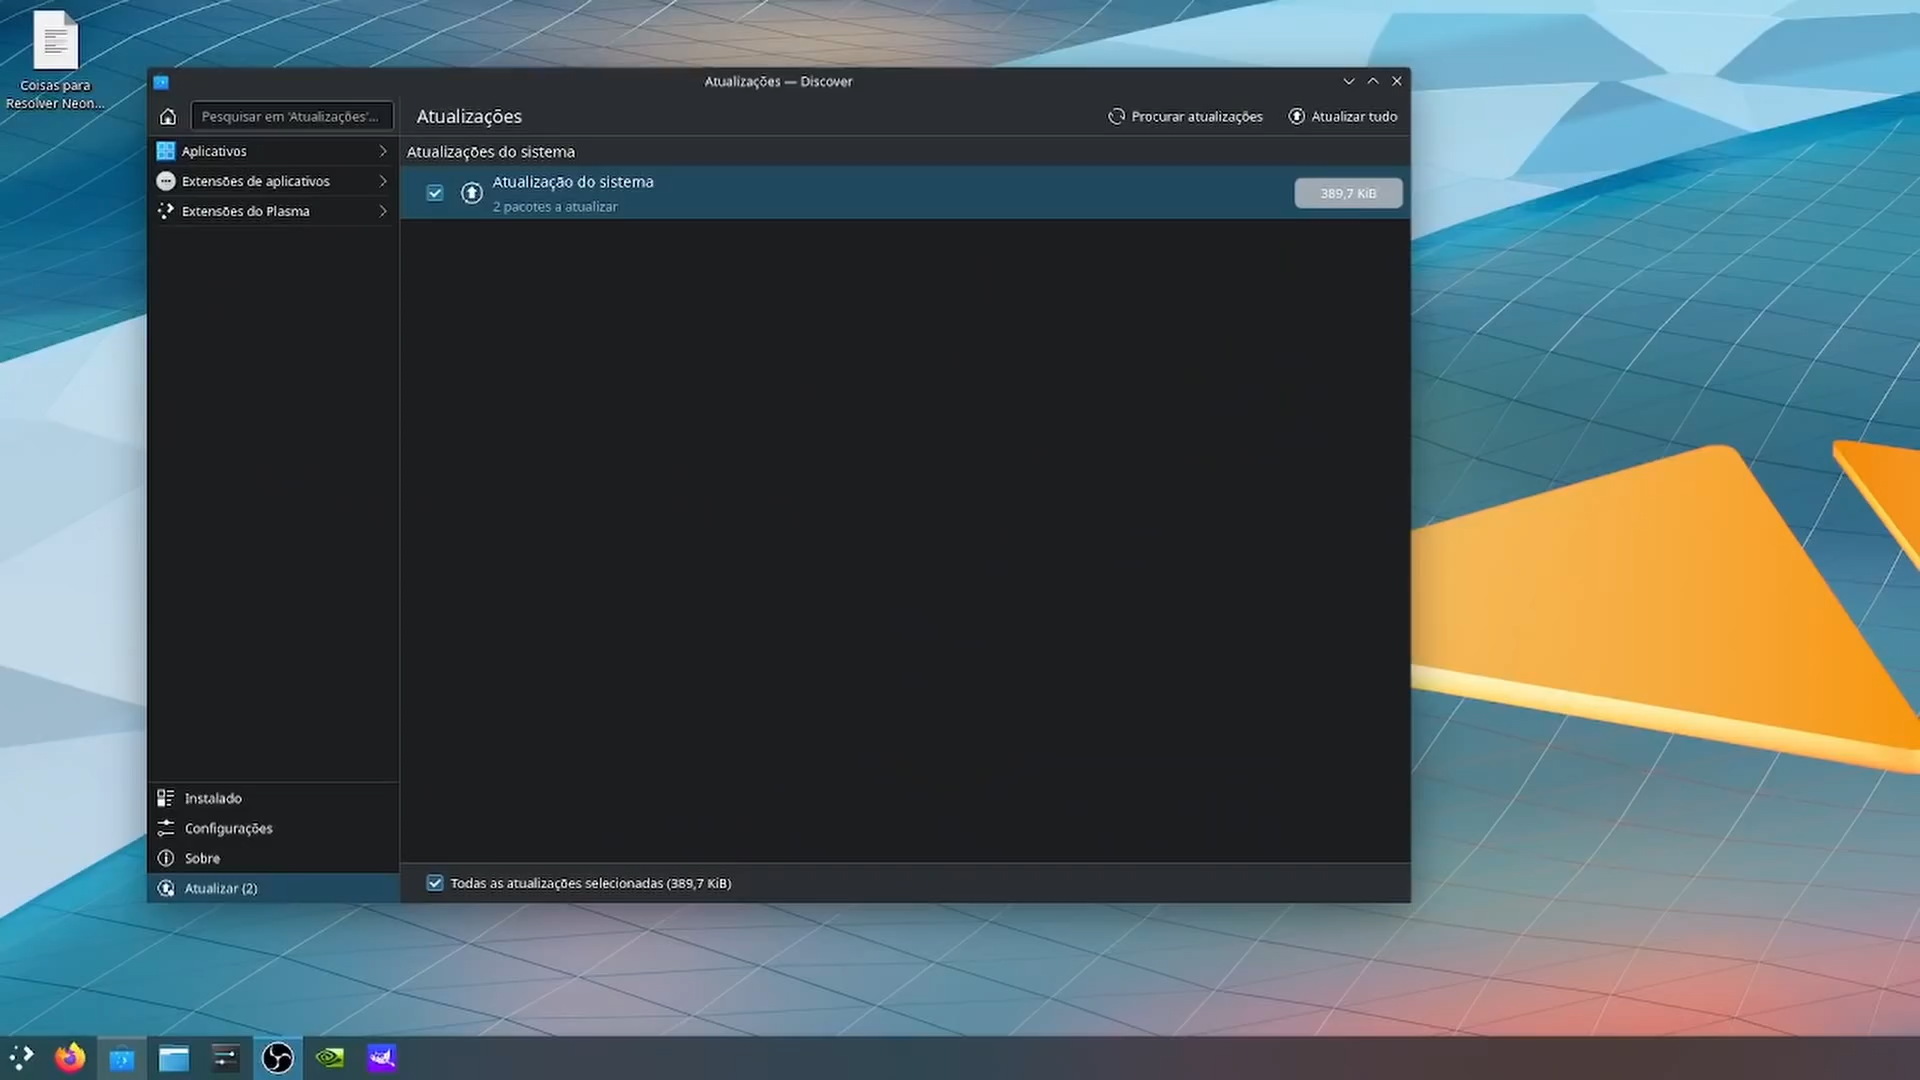 Coisas para
Resolver Neon...
Atualizações — Discover
Pesquisar em 'Atualizações'...
Atualizações
Procurar atualizações
Atualizar tudo
Aplicativos
Extensões de aplicativos
Extensões do Plasma
Atualizações do sistema
Atualização do sistema
2 pacotes a atualizar
389,7 KiB
Instalado
Configurações
Sobre
Atualizar (2)
Todas as atualizações selecionadas (389,7 KiB)